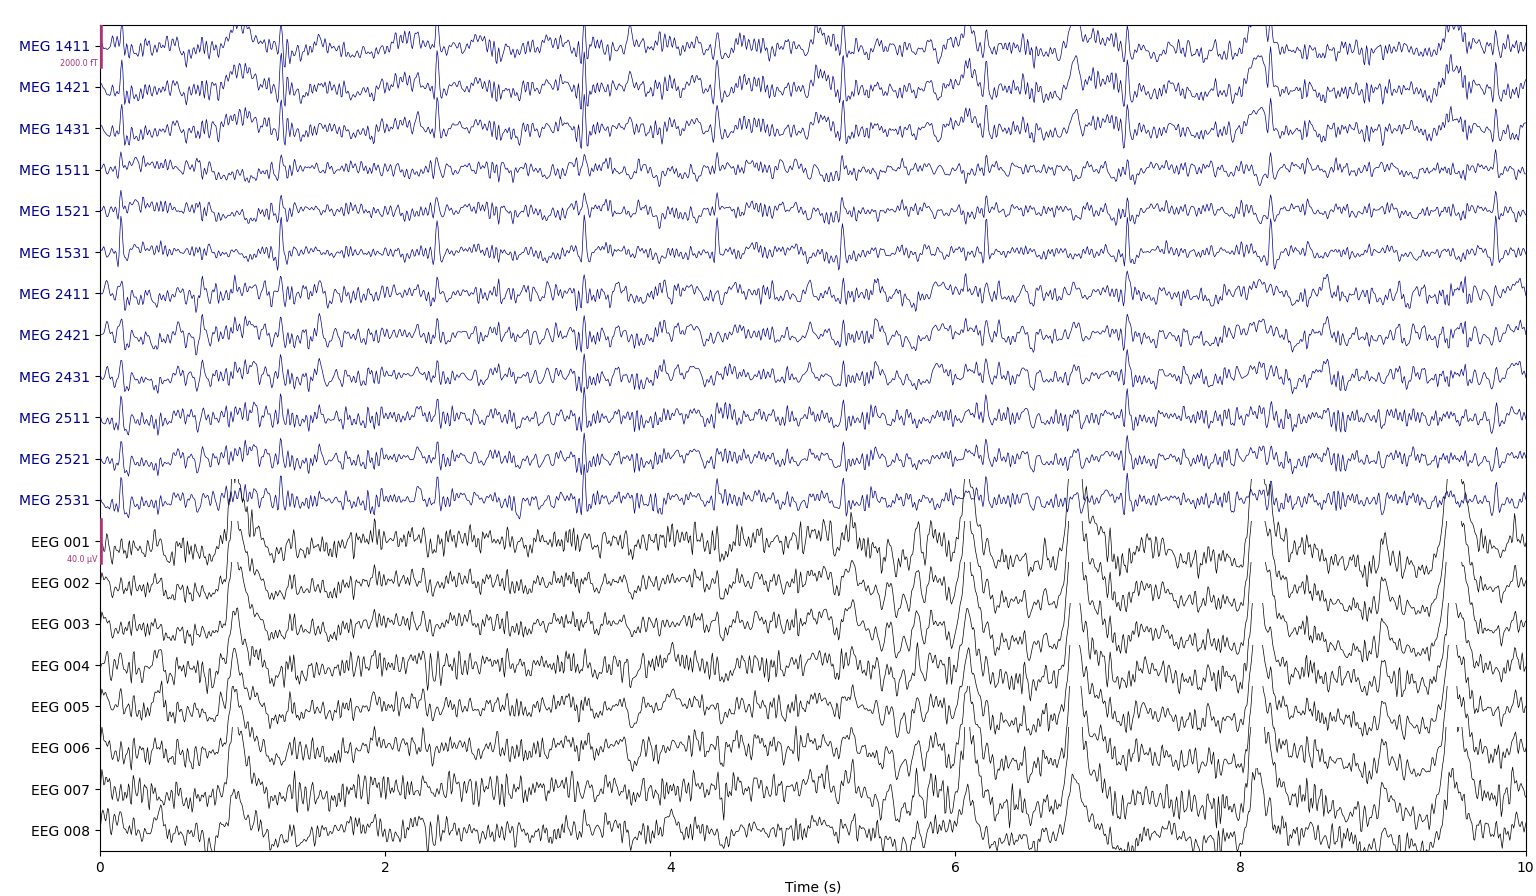 MEG 1411
2000.0 fT
MEG 1421
MEG 1431
MEG 1511
MEG 1521
MEG 1531
MEG 2411
MEG 2421
MEG 2431
MEG 2511
MEG 2521
MEG 2531
EEG 001
40.0 µV
EEG 002
EEG 003
EEG 004
EEG 005
EEG 006
EEG 007
EEG 008
0 2 4 6 8 10
Time (s)